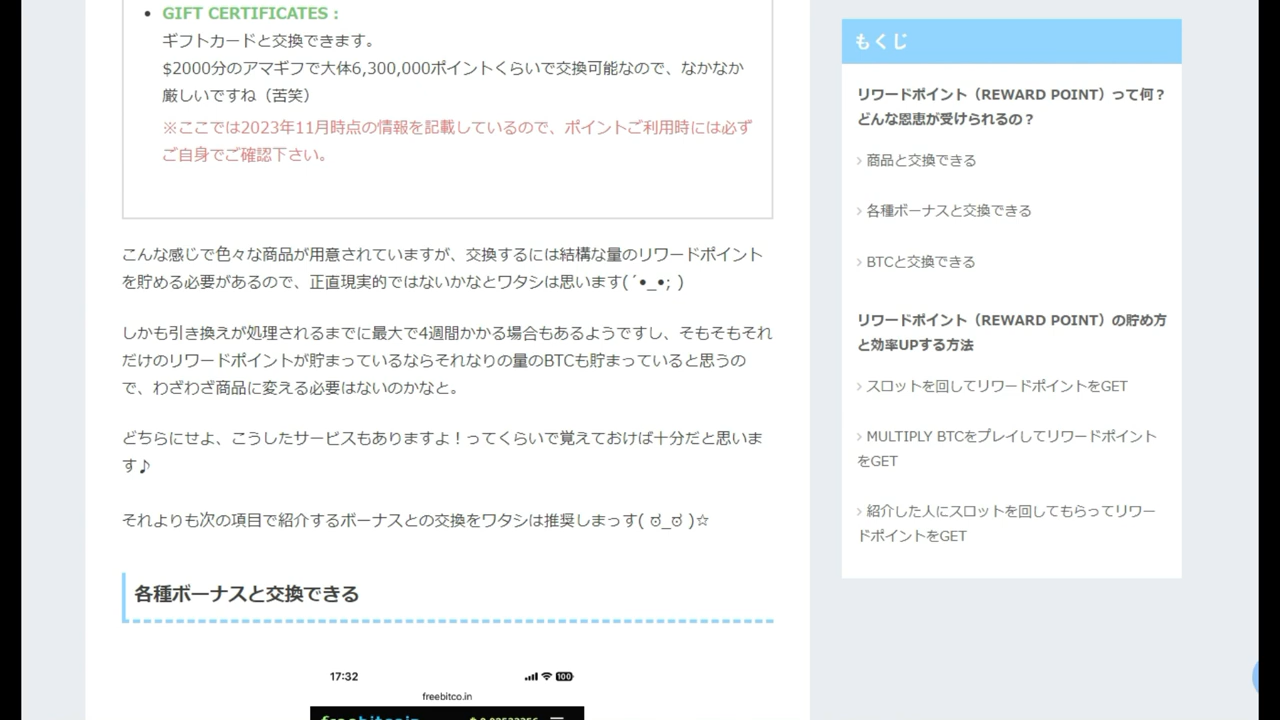 GIFT CERTIFICATES :
ギフトカードと交換できます。
$2000分のアマギフで大体6,300,000ポイントくらいで交換可能なので、なかなか
厳しいですね（苦笑）
※ここでは2023年11月時点の情報を記載しているので、ポイントご利用時には必ず
ご自身でご確認下さい。
こんな感じで色々な商品が用意されていますが、交換するには結構な量のリワードポイント
を貯める必要があるので、正直現実的ではないかなとワタシは思います( ´•_•; )
しかも引き換えが処理されるまでに最大で4週間かかる場合もあるようですし、そもそもそれ
だけのリワードポイントが貯まっているならそれなりの量のBTCも貯まっていると思うの
で、わざわざ商品に変える必要はないのかなと。
どちらにせよ、こうしたサービスもありますよ！ってくらいで覚えておけば十分だと思いま
す♪
それよりも次の項目で紹介するボーナスとの交換をワタシは推奨しまっす( ಠ_ಠ )☆
各種ボーナスと交換できる
17:32
100
freebitco.in
もくじ
リワードポイント（REWARD POINT）って何？
どんな恩恵が受けられるの？
› 商品と交換できる
› 各種ボーナスと交換できる
› BTCと交換できる
リワードポイント（REWARD POINT）の貯め方
と効率UPする方法
› スロットを回してリワードポイントをGET
› MULTIPLY BTCをプレイしてリワードポイント
をGET
› 紹介した人にスロットを回してもらってリワー
ドポイントをGET